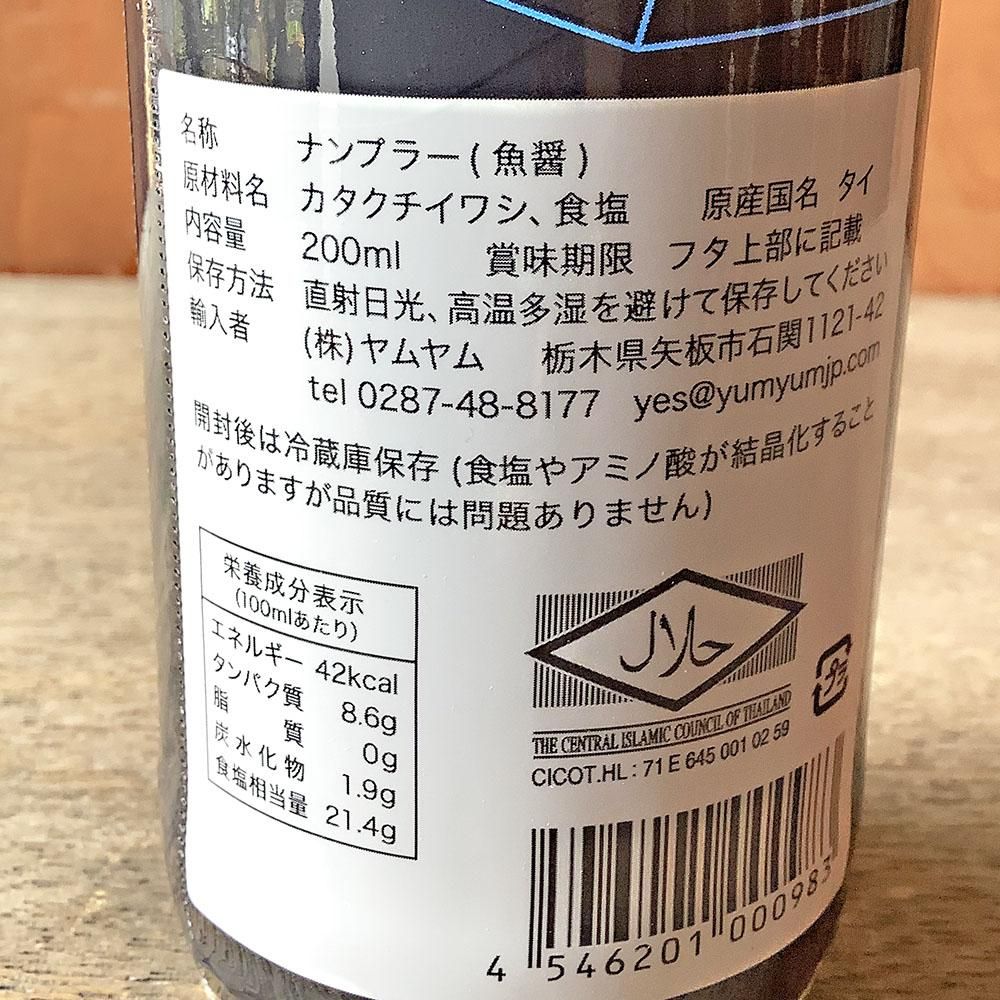 名称 ナンプラー(魚醤)
原材料名 カタクチイワシ、食塩 原産国名 タイ
内容量 200ml 賞味期限 フタ上部に記載
保存方法 直射日光、高温多湿を避けて保存してください
輸入者 (株)ヤムヤム 栃木県矢板市石関1121-42
tel 0287-48-8177 yes@yumyumjp.com
開封後は冷蔵庫保存(食塩やアミノ酸が結晶化すること
がありますが品質には問題ありません)
栄養成分表示
(100mlあたり)
エネルギー 42kcal
タンパク質 8.6g
脂質 0g
炭水化物 1.9g
食塩相当量 21.4g
حلال
プラ
THE CENTRAL ISLAMIC COUNCIL OF THAILAND
CICOT.HL: 71 E 645 001 02 59
4 546201 000983